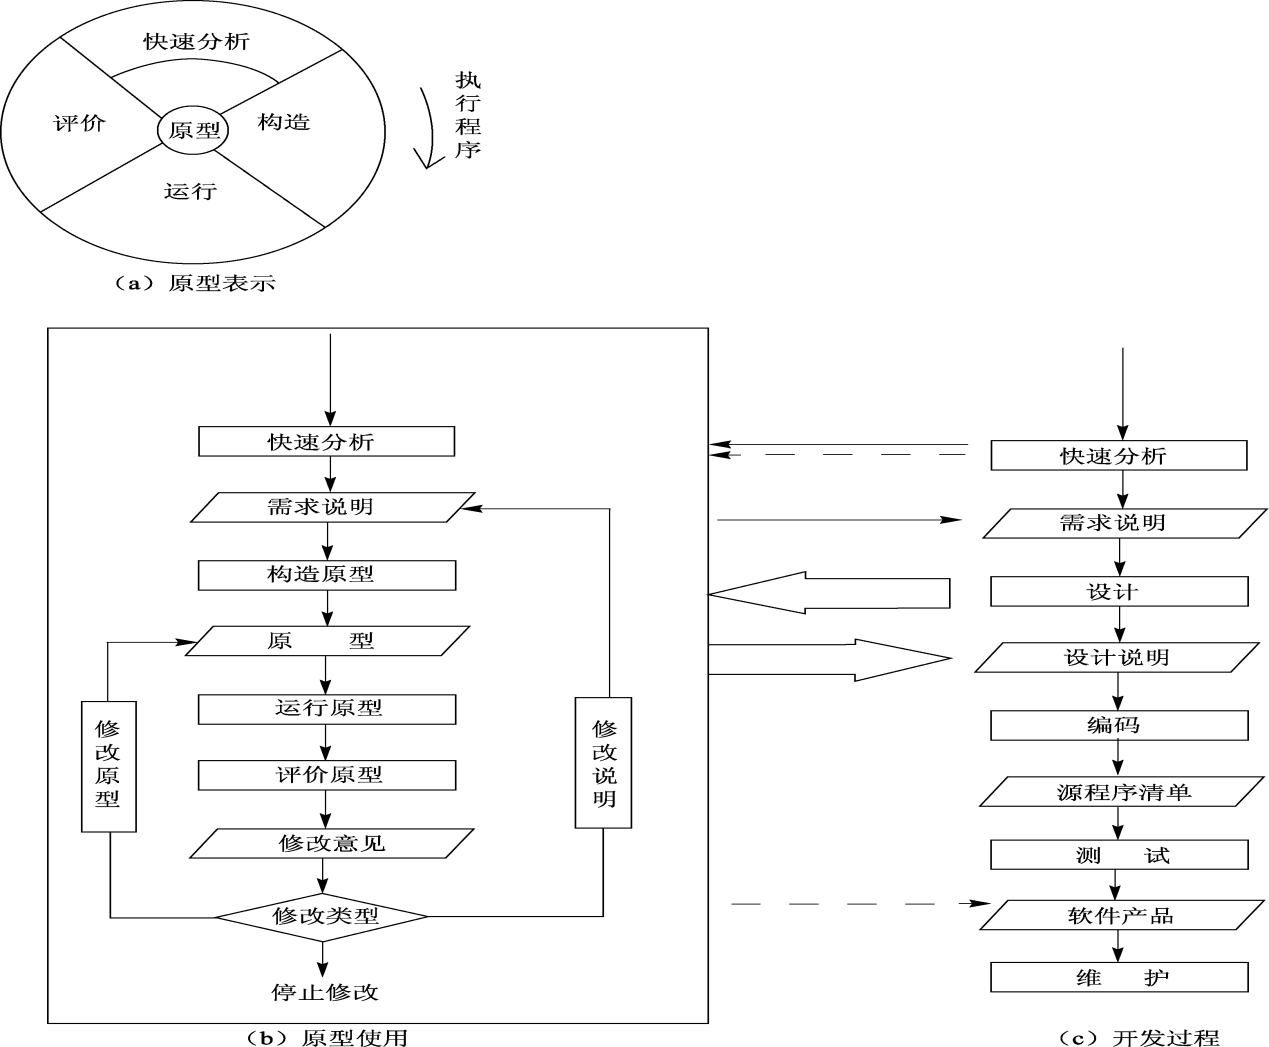 快速分析
评价
原型
构造
运行
执行程序
（a）原型表示
快速分析
需求说明
构造原型
原 型
运行原型
评价原型
修改意见
修改类型
停止修改
修改原型
修改说明
（b）原型使用
快速分析
需求说明
设计
设计说明
编码
源程序清单
测 试
软件产品
维 护
（c）开发过程